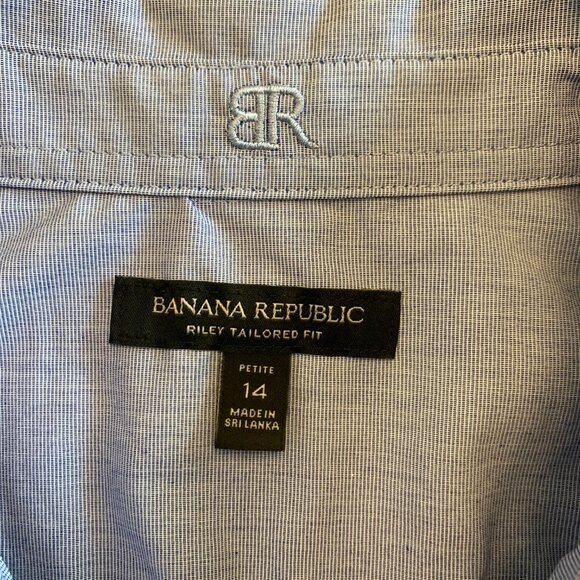 BR
BANANA REPUBLIC
RILEY TAILORED FIT
PETITE
14
MADE IN
SRI LANKA